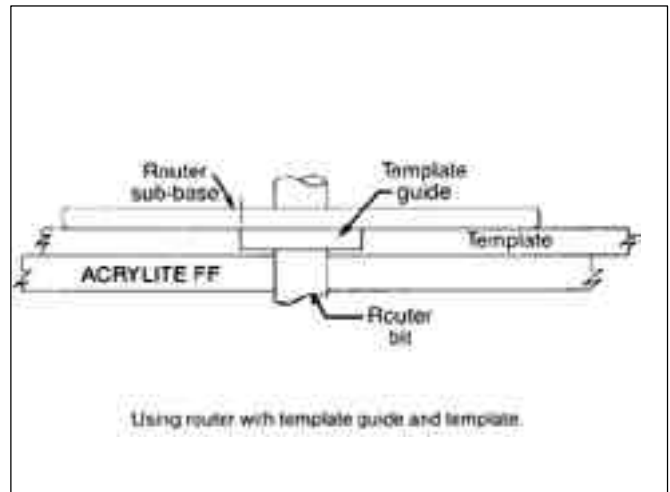 Router
sub-base
Template
guide
Template
ACRYLITE FF
Router
bit
Using router with template guide and template.